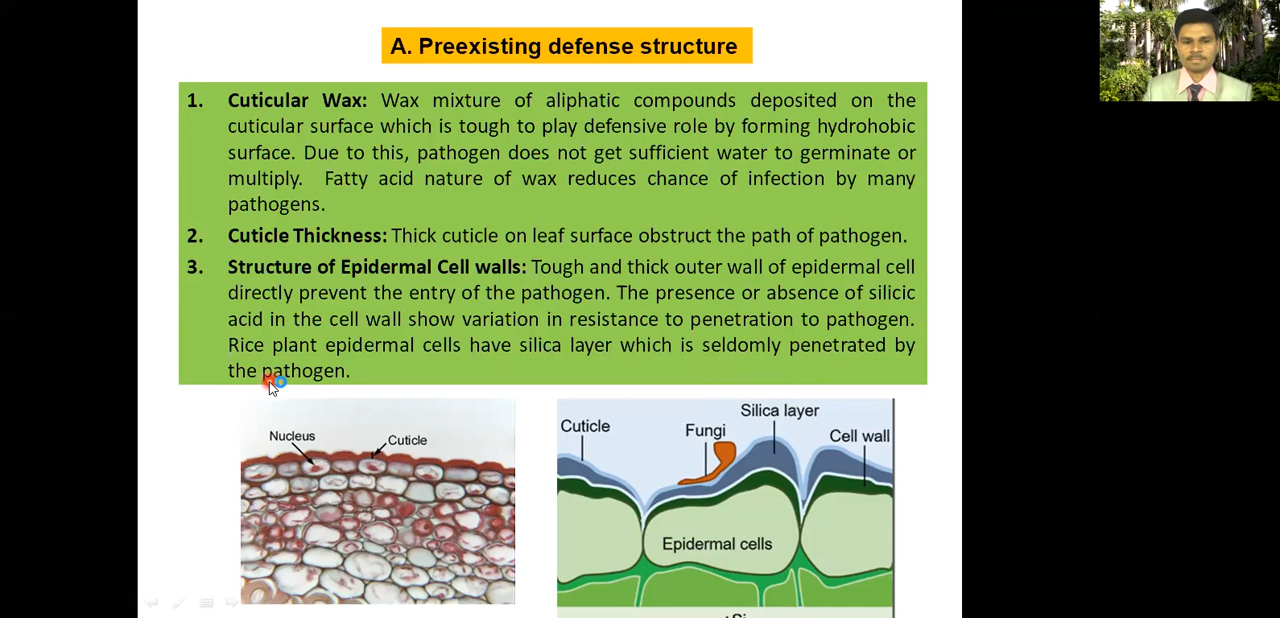 A. Preexisting defense structure
1. Cuticular Wax: Wax mixture of aliphatic compounds deposited on the
cuticular surface which is tough to play defensive role by forming hydrohobic
surface. Due to this, pathogen does not get sufficient water to germinate or
multiply. Fatty acid nature of wax reduces chance of infection by many
pathogens.
2. Cuticle Thickness: Thick cuticle on leaf surface obstruct the path of pathogen.
3. Structure of Epidermal Cell walls: Tough and thick outer wall of epidermal cell
directly prevent the entry of the pathogen. The presence or absence of silicic
acid in the cell wall show variation in resistance to penetration to pathogen.
Rice plant epidermal cells have silica layer which is seldomly penetrated by
the pathogen.
Nucleus
Cuticle
Cuticle
Fungi
Silica layer
Cell wall
Epidermal cells